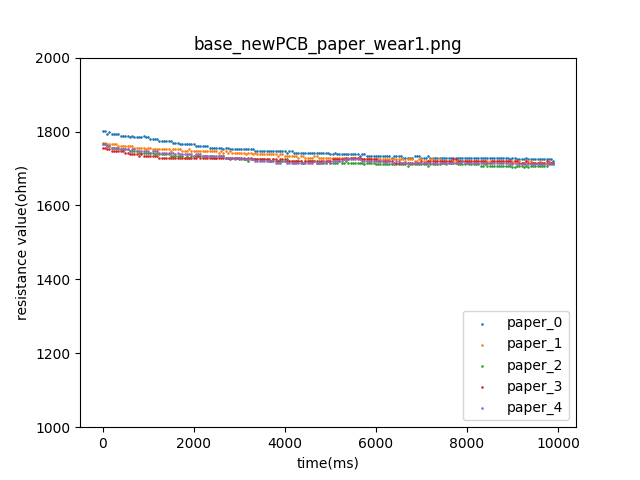 base_newPCB_paper_wear1.png
resistance value(ohm)
2000
1800
1600
1400
1200
1000
0
2000
4000
6000
8000
10000
time(ms)
paper_0
paper_1
paper_2
paper_3
paper_4